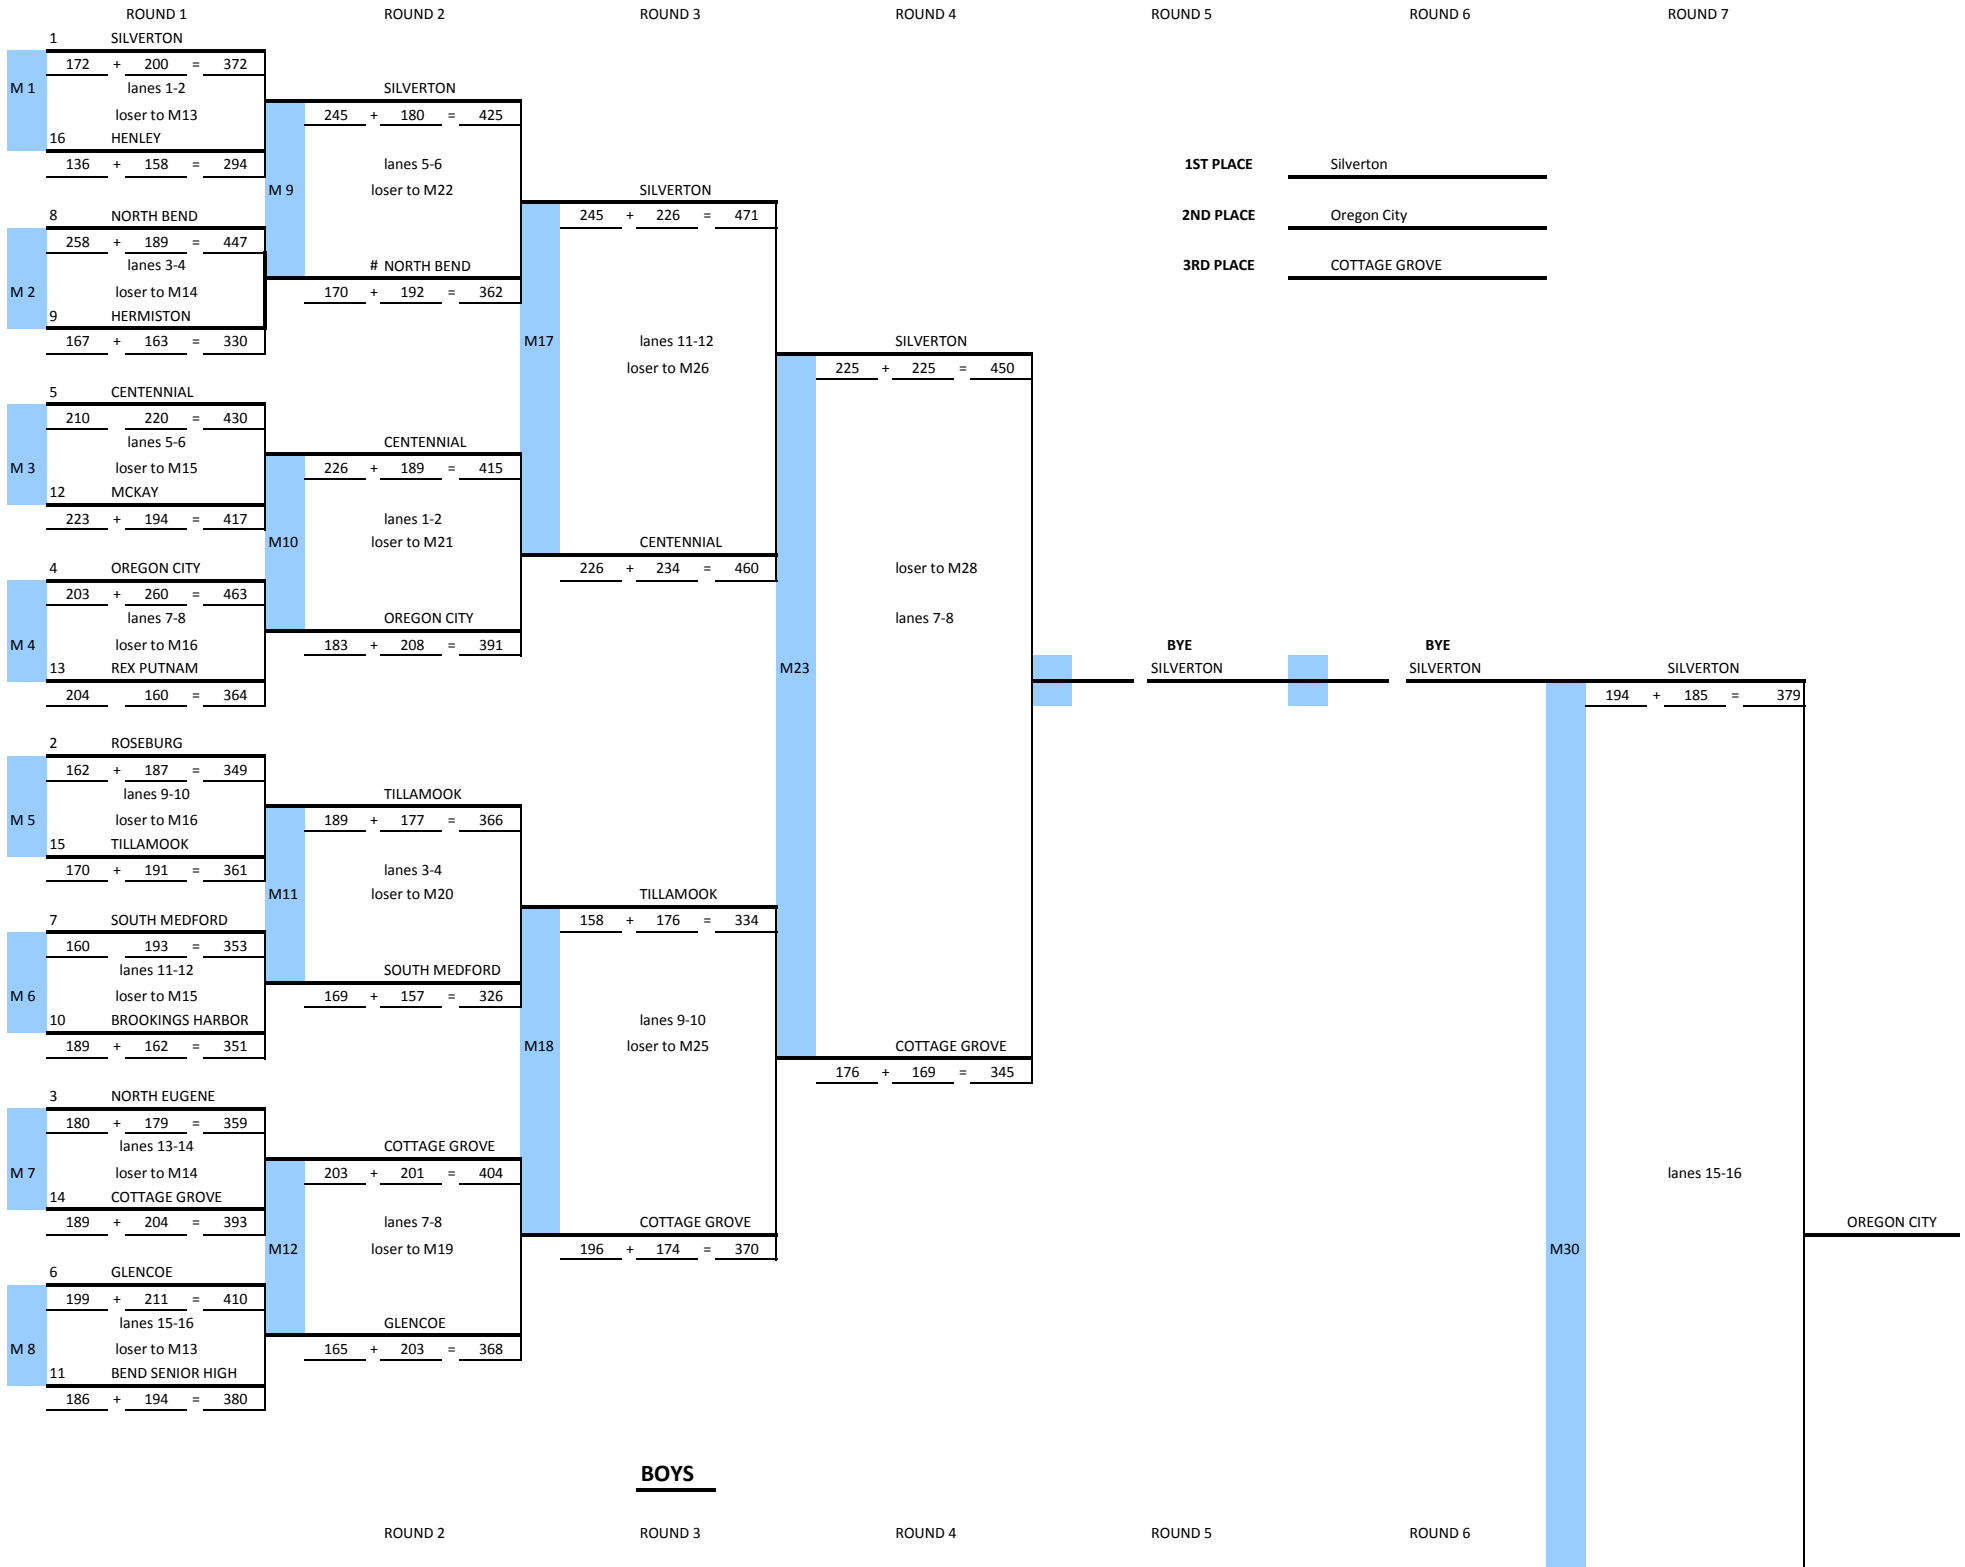 ROUND 1 ROUND 2 ROUND 3 ROUND 4 ROUND 5 ROUND 6 ROUND 7
1 SILVERTON
172 + 200 = 372
M 1 lanes 1-2 SILVERTON
loser to M13 245 + 180 = 425
16 HENLEY
136 + 158 = 294 lanes 5-6 1ST PLACE Silverton
M 9 loser to M22 SILVERTON
8 NORTH BEND 245 + 226 = 471 2ND PLACE Oregon City
258 + 189 = 447
lanes 3-4 # NORTH BEND 3RD PLACE COTTAGE GROVE
M 2 loser to M14 170 + 192 = 362
9 HERMISTON
167 + 163 = 330 M17 lanes 11-12 SILVERTON
loser to M26 225 + 225 = 450
5 CENTENNIAL
210 220 = 430
lanes 5-6 CENTENNIAL
M 3 loser to M15 226 + 189 = 415
12 MCKAY
223 + 194 = 417 lanes 1-2
M10 loser to M21 CENTENNIAL
4 OREGON CITY 226 + 234 = 460 loser to M28
203 + 260 = 463
lanes 7-8 OREGON CITY lanes 7-8
M 4 loser to M16 183 + 208 = 391 BYE BYE
13 REX PUTNAM M23 SILVERTON SILVERTON SILVERTON
204 160 = 364 194 + 185 = 379
2 ROSEBURG
162 + 187 = 349
lanes 9-10 TILLAMOOK
M 5 loser to M16 189 + 177 = 366
15 TILLAMOOK
170 + 191 = 361 lanes 3-4
M11 loser to M20 TILLAMOOK
7 SOUTH MEDFORD 158 + 176 = 334
160 193 = 353
lanes 11-12 SOUTH MEDFORD
M 6 loser to M15 169 + 157 = 326
10 BROOKINGS HARBOR lanes 9-10
189 + 162 = 351 M18 loser to M25 COTTAGE GROVE
176 + 169 = 345
3 NORTH EUGENE
180 + 179 = 359
lanes 13-14 COTTAGE GROVE
M 7 loser to M14 203 + 201 = 404 lanes 15-16
14 COTTAGE GROVE
189 + 204 = 393 lanes 7-8 COTTAGE GROVE OREGON CITY
M12 loser to M19 196 + 174 = 370 M30
6 GLENCOE
199 + 211 = 410
lanes 15-16 GLENCOE
M 8 loser to M13 165 + 203 = 368
11 BEND SENIOR HIGH
186 + 194 = 380
BOYS
ROUND 2 ROUND 3 ROUND 4 ROUND 5 ROUND 6